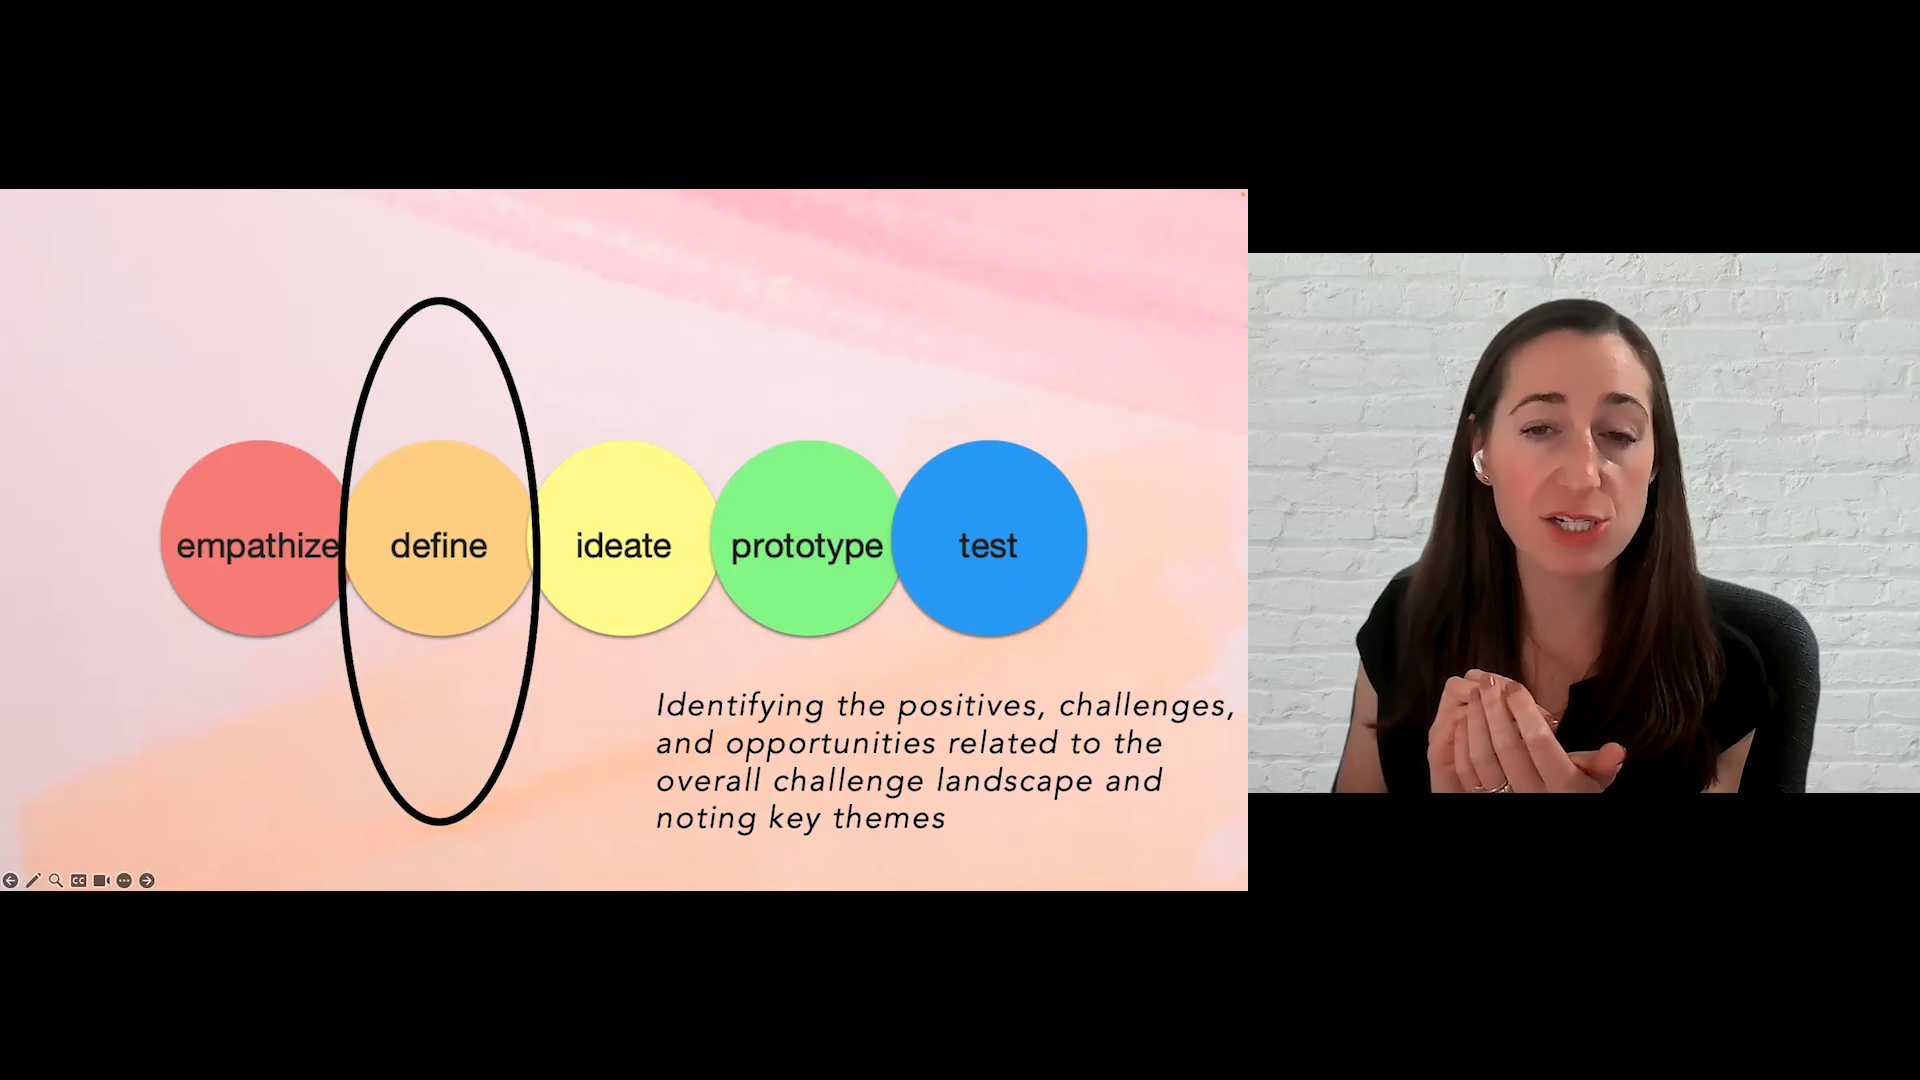 empathize define ideate prototype test
Identifying the positives, challenges,
and opportunities related to the
overall challenge landscape and
noting key themes
CC